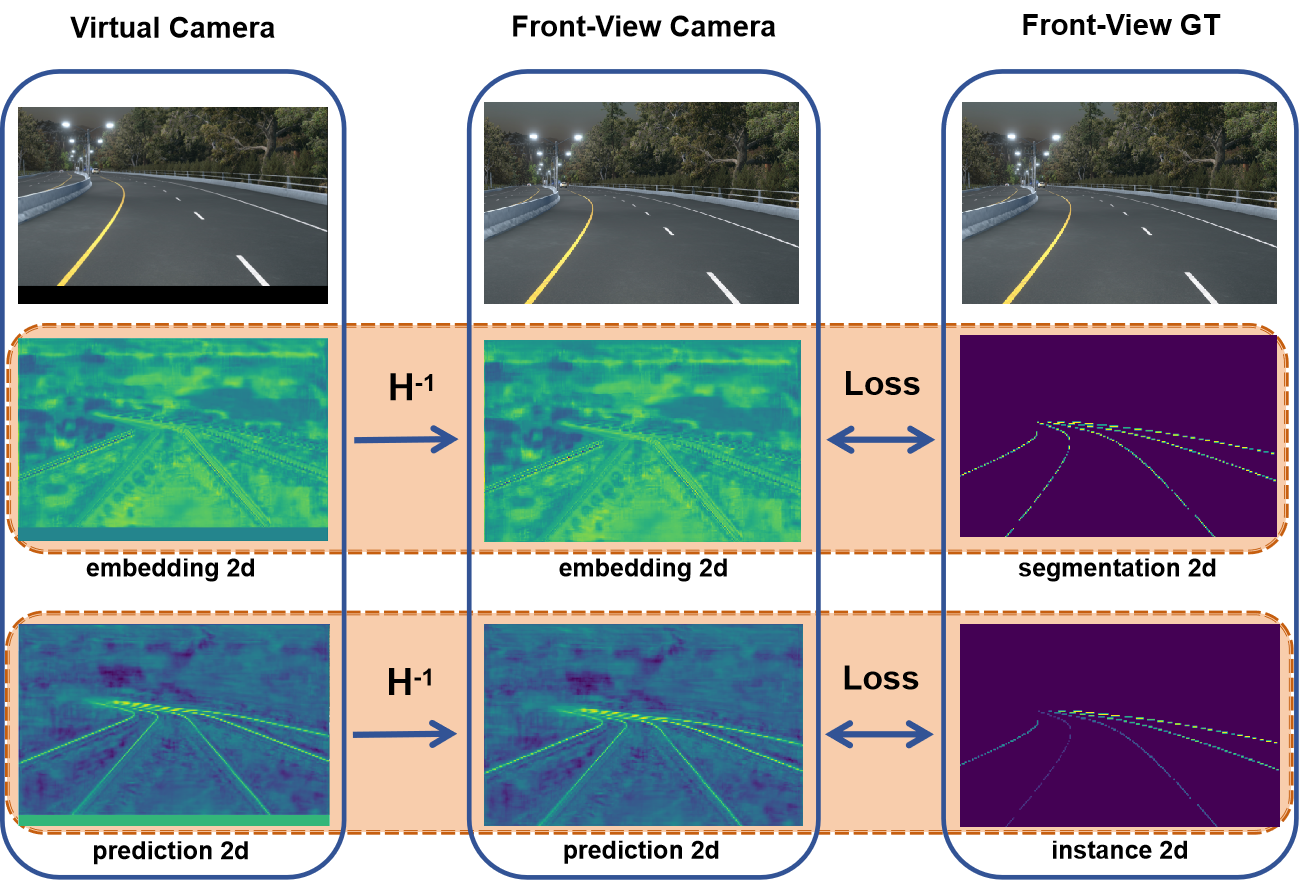 Virtual Camera
Front-View Camera
Front-View GT
H-1
Loss
embedding 2d
embedding 2d
segmentation 2d
H-1
Loss
prediction 2d
prediction 2d
instance 2d